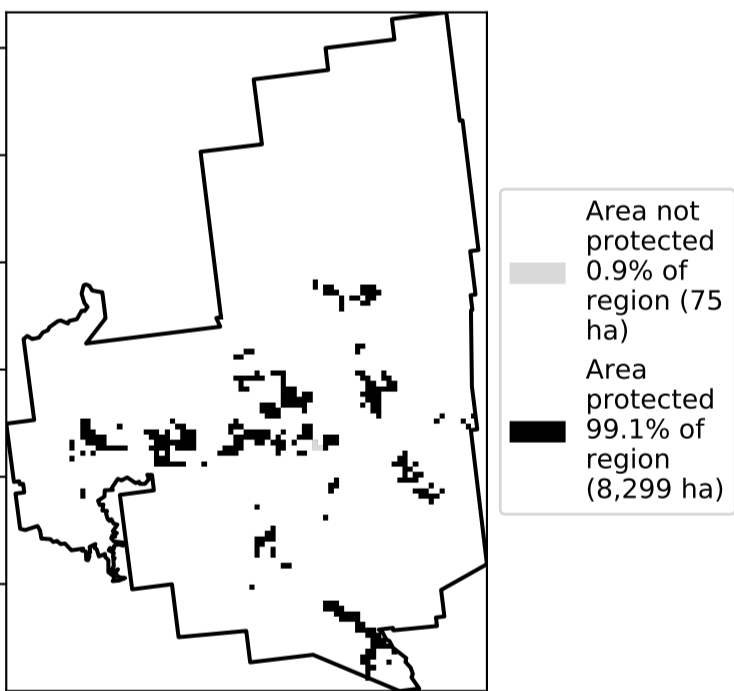 Area not
protected
0.9% of
region (75
ha)
Area
protected
99.1% of
region
(8,299 ha)